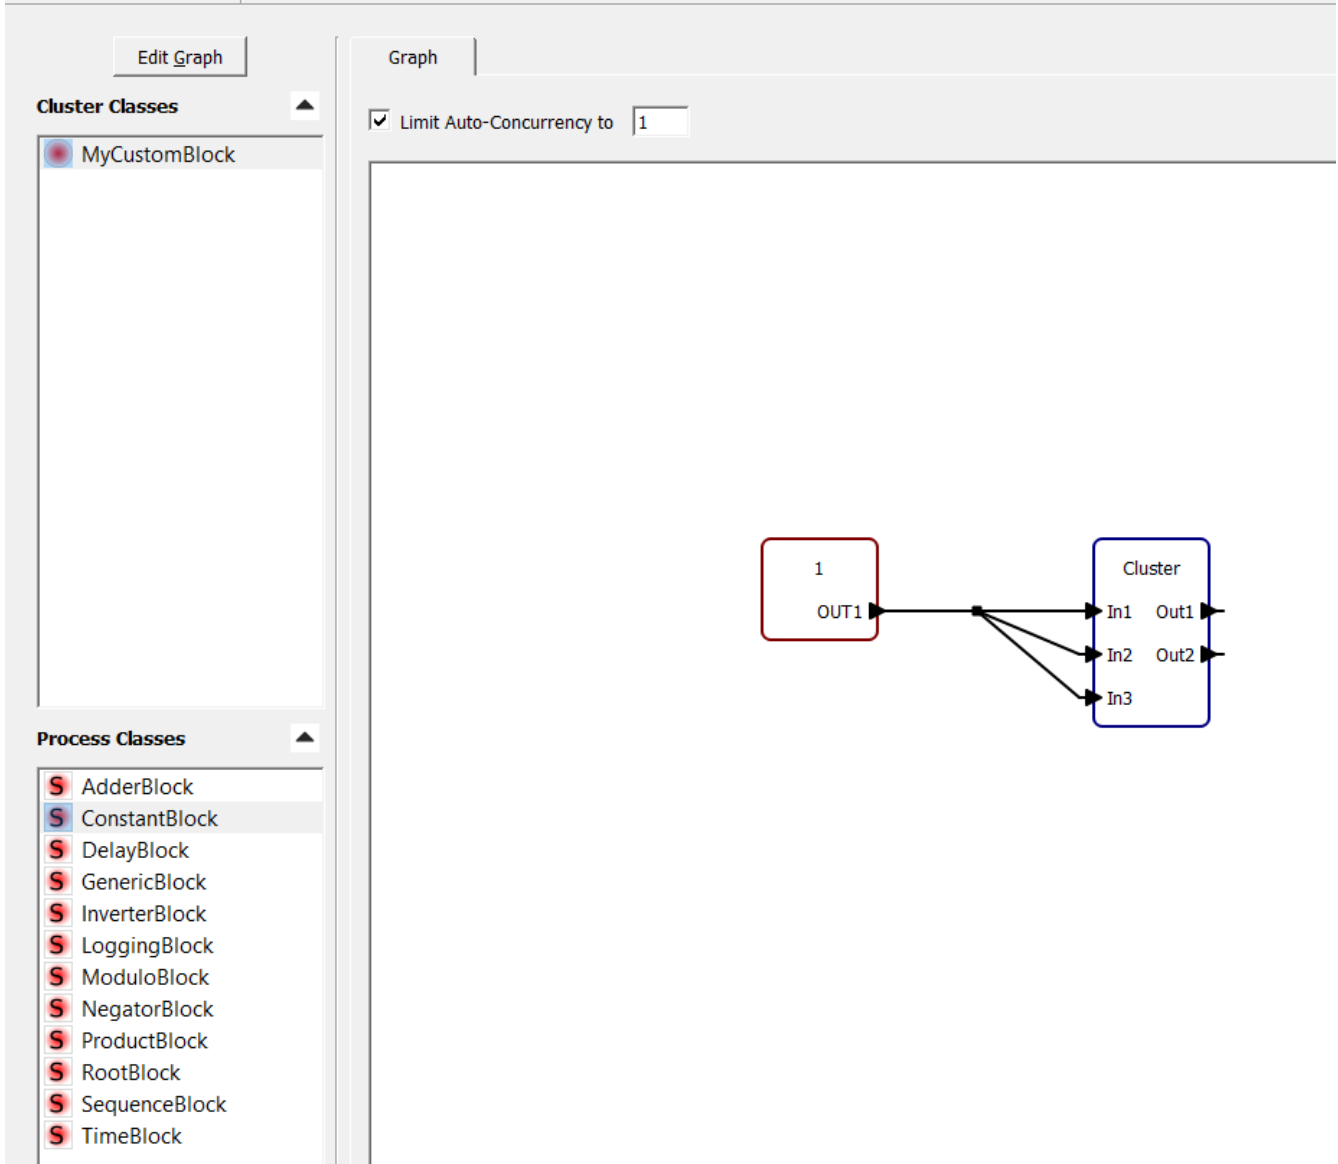 Edit Graph
Cluster Classes
MyCustomBlock
Process Classes
AdderBlock
ConstantBlock
DelayBlock
GenericBlock
InverterBlock
LoggingBlock
ModuloBlock
NegatorBlock
ProductBlock
RootBlock
SequenceBlock
TimeBlock
Graph
Limit Auto-Concurrency to 1
1
OUT1
Cluster
In1 Out1
In2 Out2
In3